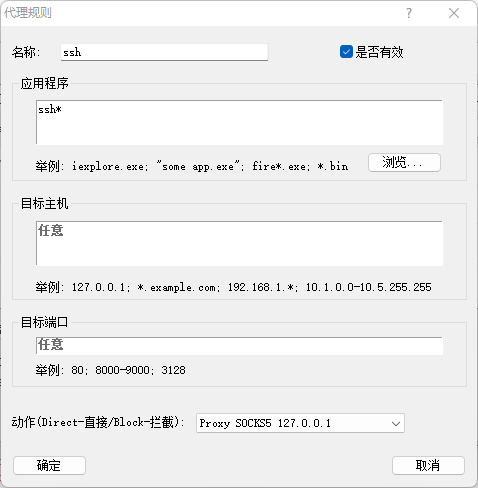 代理规则
名称: ssh 是否有效
应用程序
ssh*
举例: iexplore.exe; "some app.exe"; fire*.exe; *.bin 浏览...
目标主机
任意
举例: 127.0.0.1; *.example.com; 192.168.1.*; 10.1.0.0-10.5.255.255
目标端口
任意
举例: 80; 8000-9000; 3128
动作(Direct-直接/Block-拦截): Proxy SOCKS5 127.0.0.1
确定 取消